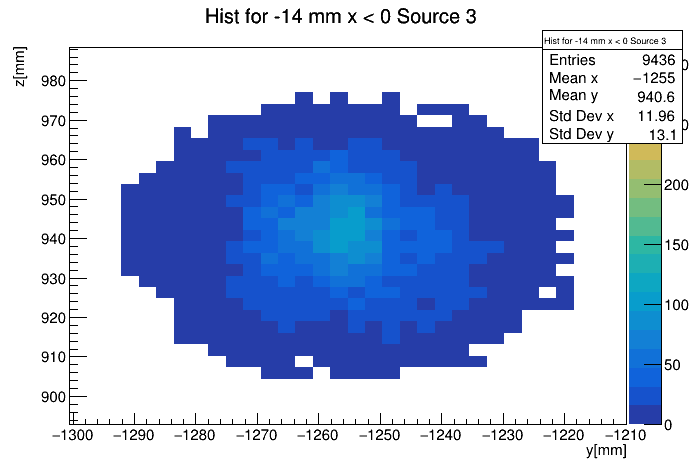 Hist for -14 mm x < 0 Source 3
Hist for -14 mm x < 0 Source 3
Entries 9436
Mean x −1255
Mean y 940.6
Std Dev x 11.96
Std Dev y 13.1
z[mm]
980
970
960
950
940
930
920
910
900
−1300 −1290 −1280 −1270 −1260 −1250 −1240 −1230 −1220 −1210
y[mm]
0
0
200
150
100
50
0